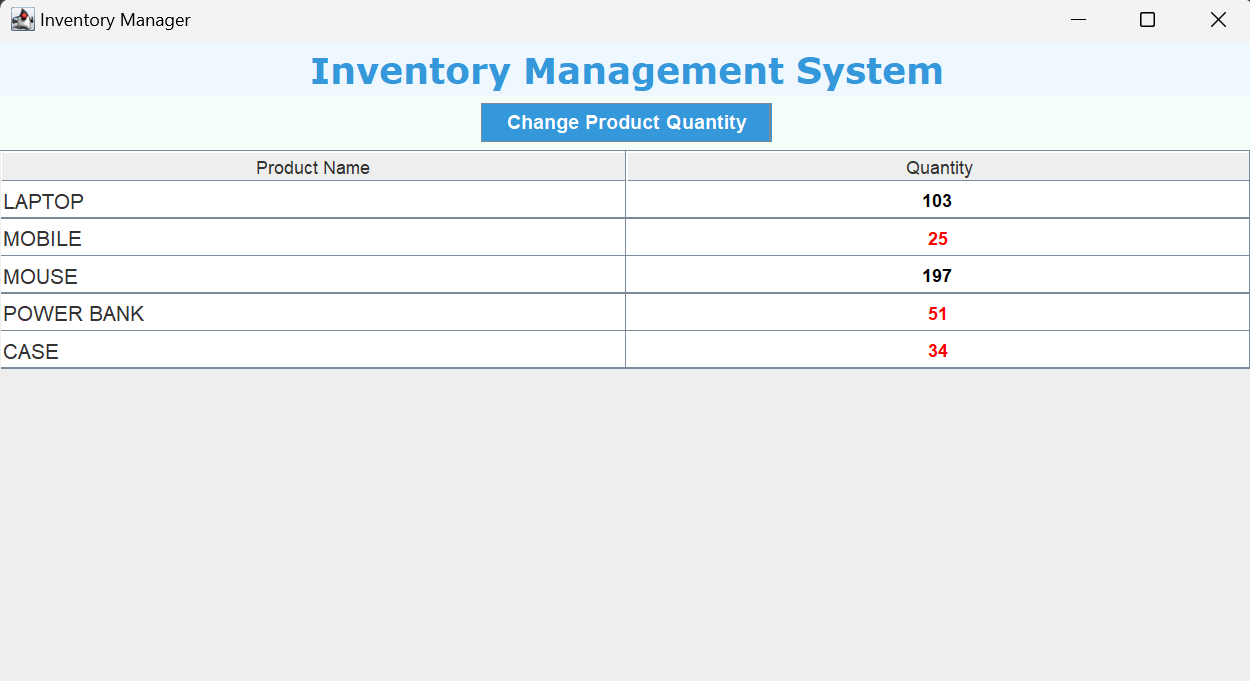 Inventory Manager
Inventory Management System
Change Product Quantity
Product Name Quantity
LAPTOP 103
MOBILE 25
MOUSE 197
POWER BANK 51
CASE 34